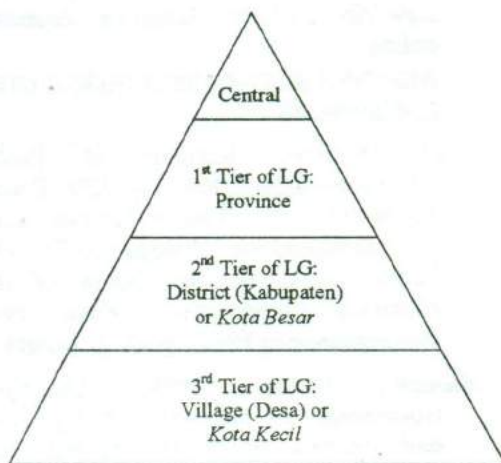 Central
1st Tier of LG:
Province
2nd Tier of LG:
District (Kabupaten)
or Kota Besar
3rd Tier of LG:
Village (Desa) or
Kota Kecil